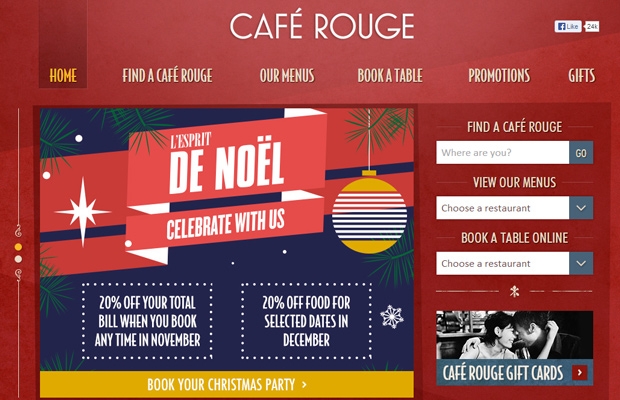 CAFÉ ROUGE
Like 24k
HOME FIND A CAFÉ ROUGE OUR MENUS BOOK A TABLE PROMOTIONS GIFTS
L'ESPRIT
DE NOËL
CELEBRATE WITH US
20% OFF YOUR TOTAL
BILL WHEN YOU BOOK
ANY TIME IN NOVEMBER
20% OFF FOOD FOR
SELECTED DATES IN
DECEMBER
BOOK YOUR CHRISTMAS PARTY >
FIND A CAFÉ ROUGE
Where are you? GO
VIEW OUR MENUS
Choose a restaurant
BOOK A TABLE ONLINE
Choose a restaurant
CAFÉ ROUGE GIFT CARDS >